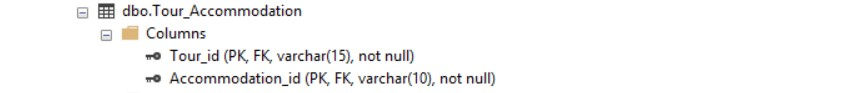 dbo.Tour_Accommodation
Columns
Tour_id (PK, FK, varchar(15), not null)
Accommodation_id (PK, FK, varchar(10), not null)